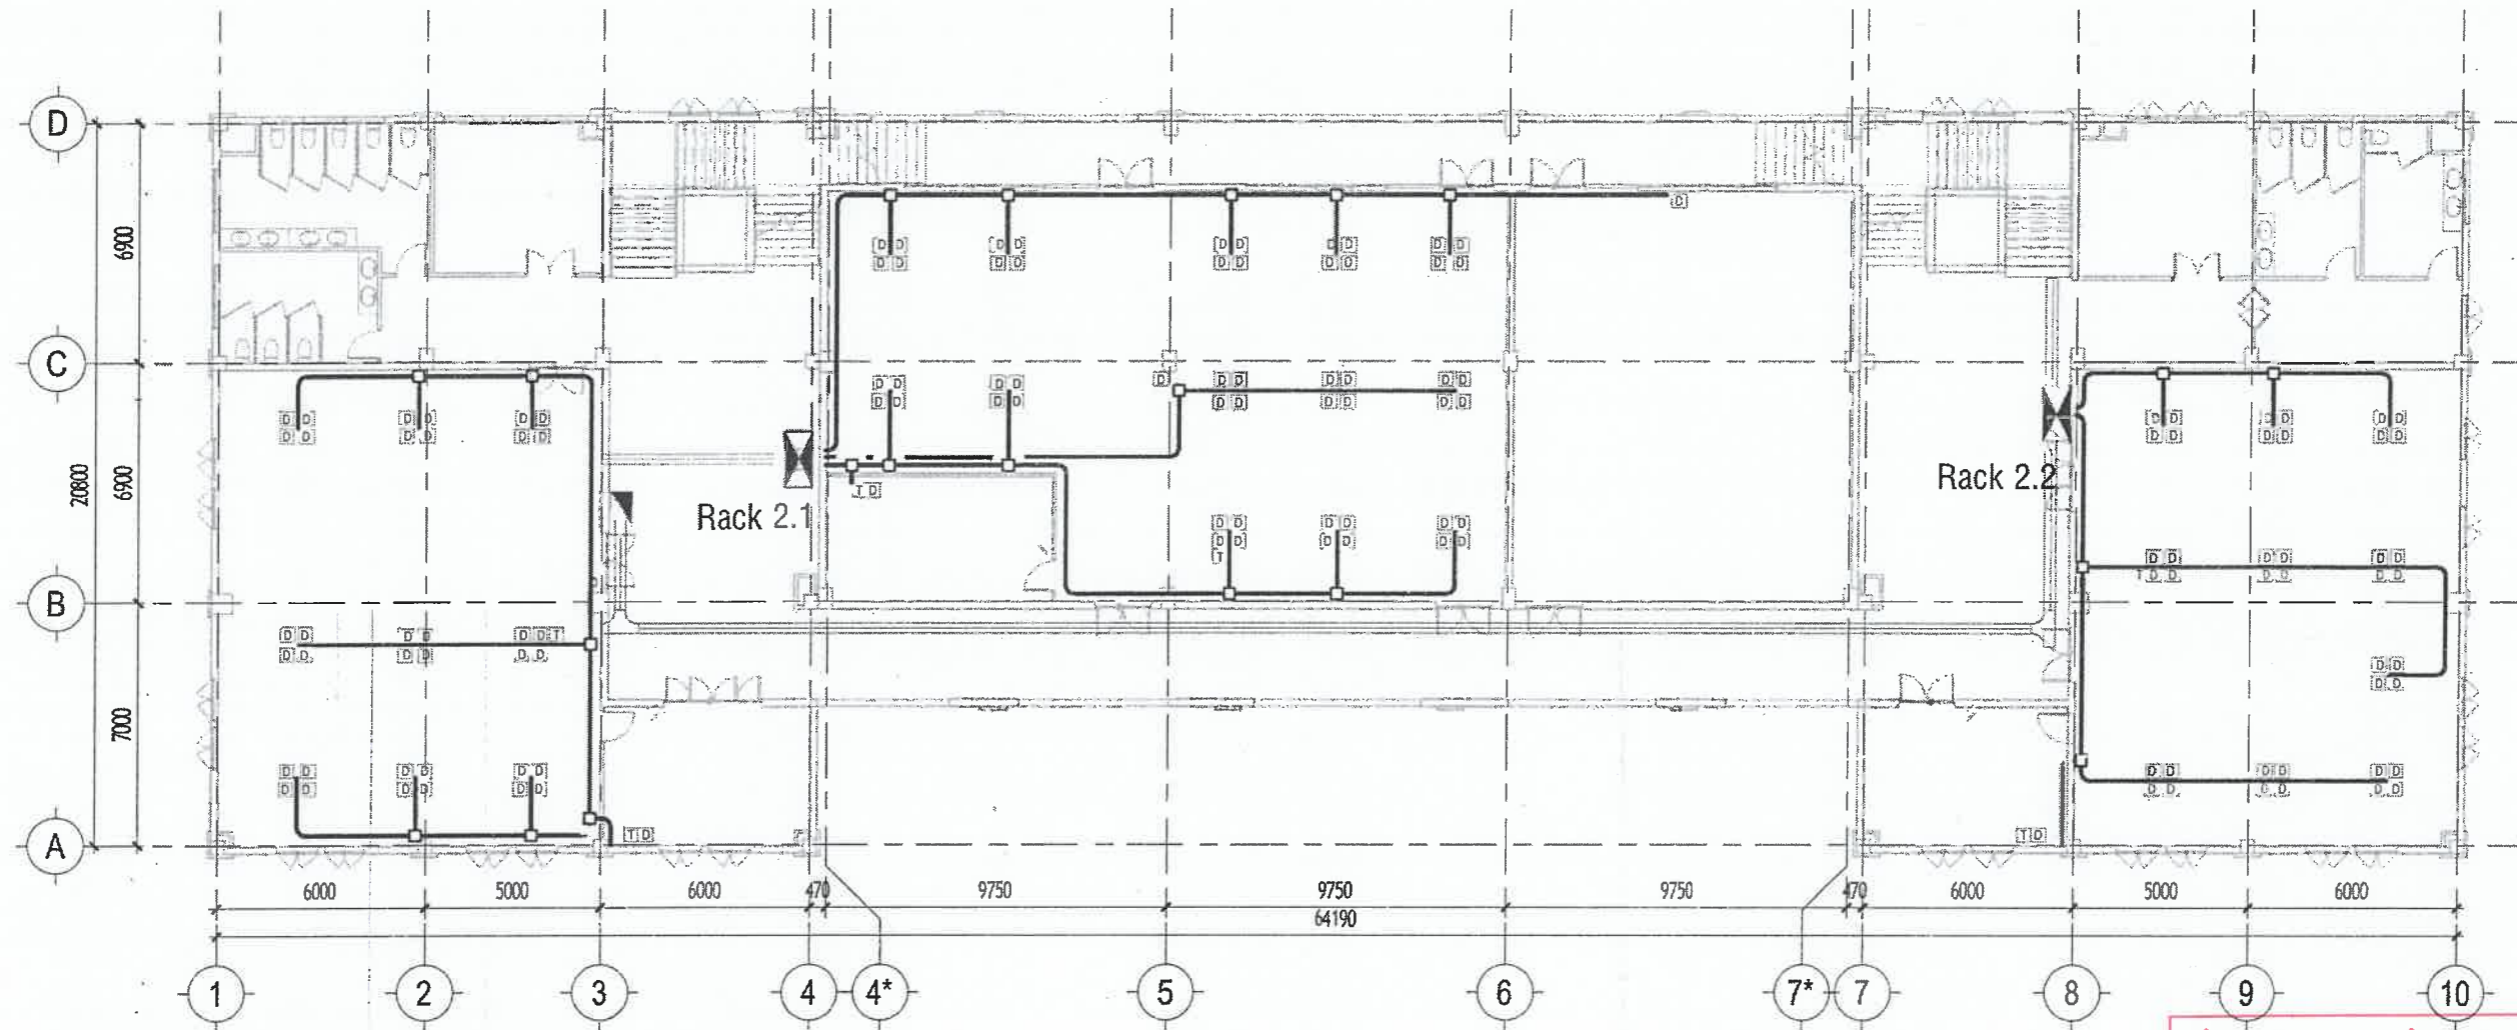 D
D D D D D D D D D D
D D D D D D D D D D
D
6900
C
D D D D D D D D D D D
D D D D D D D D D D
D D D D D D D D D D D D
D D D D D D D D D D D D
20800
6900
Rack 2.1
T D
Rack 2.2
D D D D D D
D D D D D D
T
D D D D D D
T D D D D D D
B
D D D D D D T
D D D D D D
D D
D D
7000
D D D D D D
D D D D D D
D D D D D D
D D D D D D
T D
T D
A
6000 5000 6000 470 9750 9750 9750 470 6000 5000 6000
64190
1 2 3 4 4* 5 6 7* 7 8 9 10